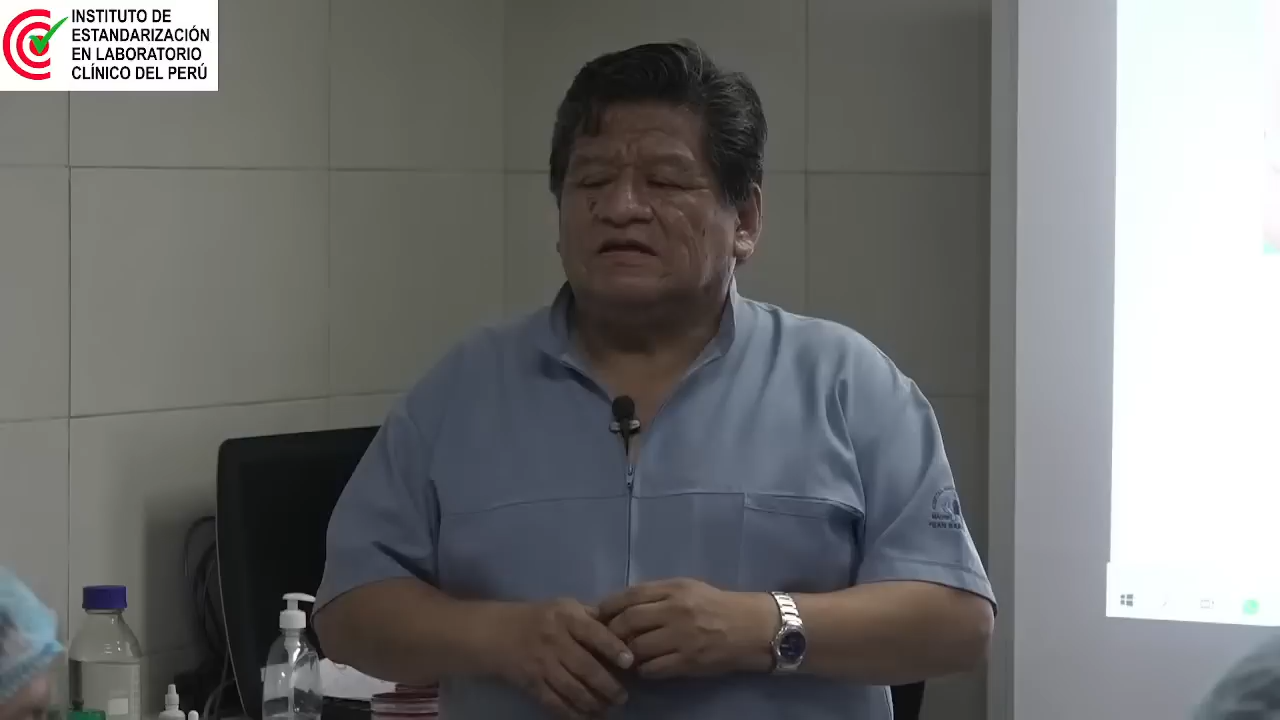 INSTITUTO DE
ESTANDARIZACIÓN
EN LABORATORIO
CLÍNICO DEL PERÚ